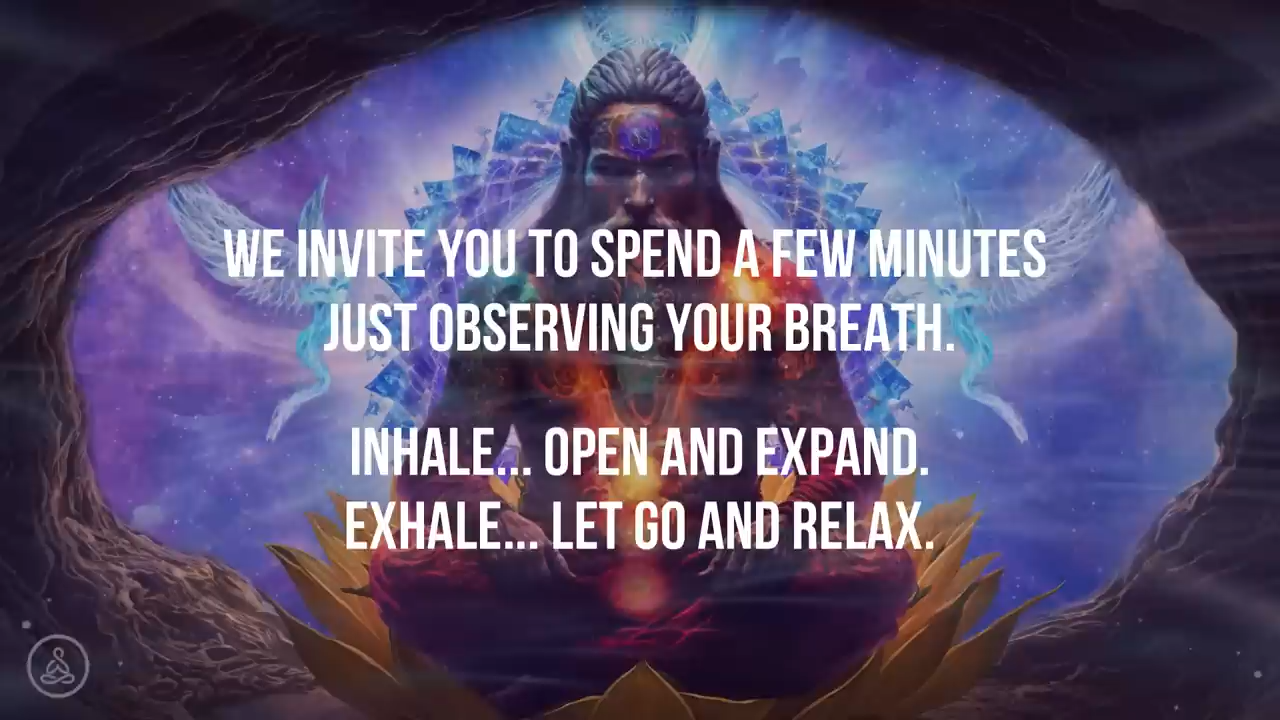 WE INVITE YOU TO SPEND A FEW MINUTES
JUST OBSERVING YOUR BREATH.
INHALE... OPEN AND EXPAND.
EXHALE... LET GO AND RELAX.